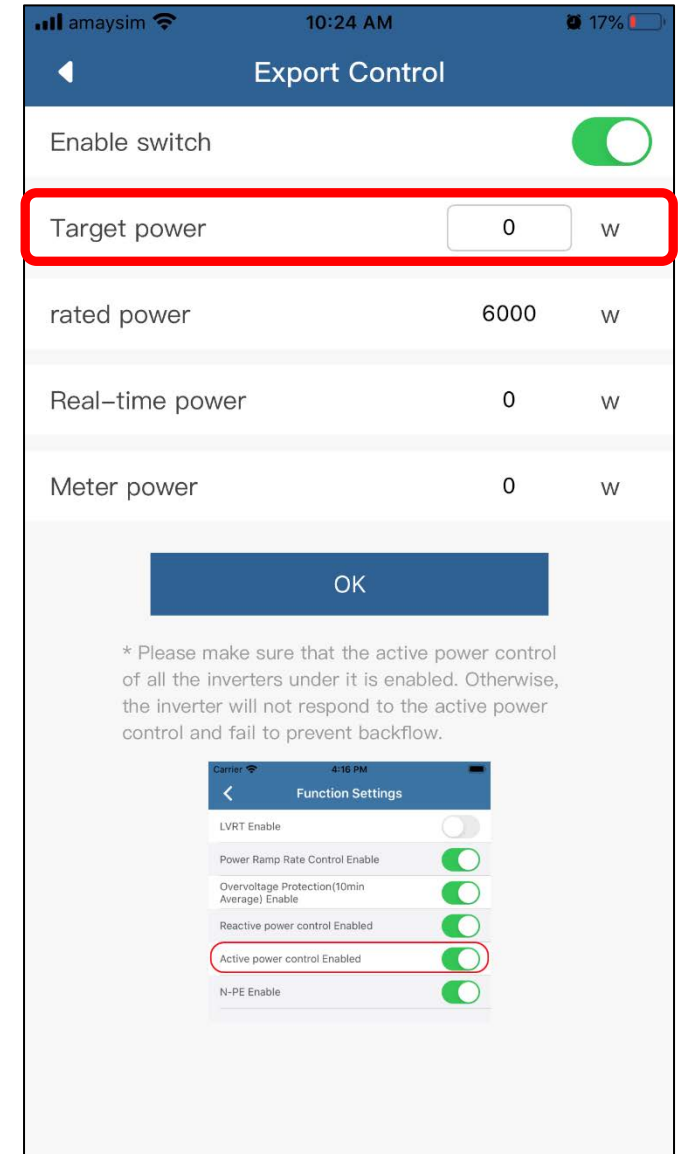 amaysim 10:24 AM 17%
Export Control
Enable switch
Target power 0 w
rated power 6000 w
Real-time power 0 w
Meter power 0 w
OK
* Please make sure that the active power control
of all the inverters under it is enabled. Otherwise,
the inverter will not respond to the active power
control and fail to prevent backflow.
Carrier 4:16 PM
Function Settings
LVRT Enable
Power Ramp Rate Control Enable
Overvoltage Protection(10min
Average) Enable
Reactive power control Enabled
Active power control Enabled
N-PE Enable